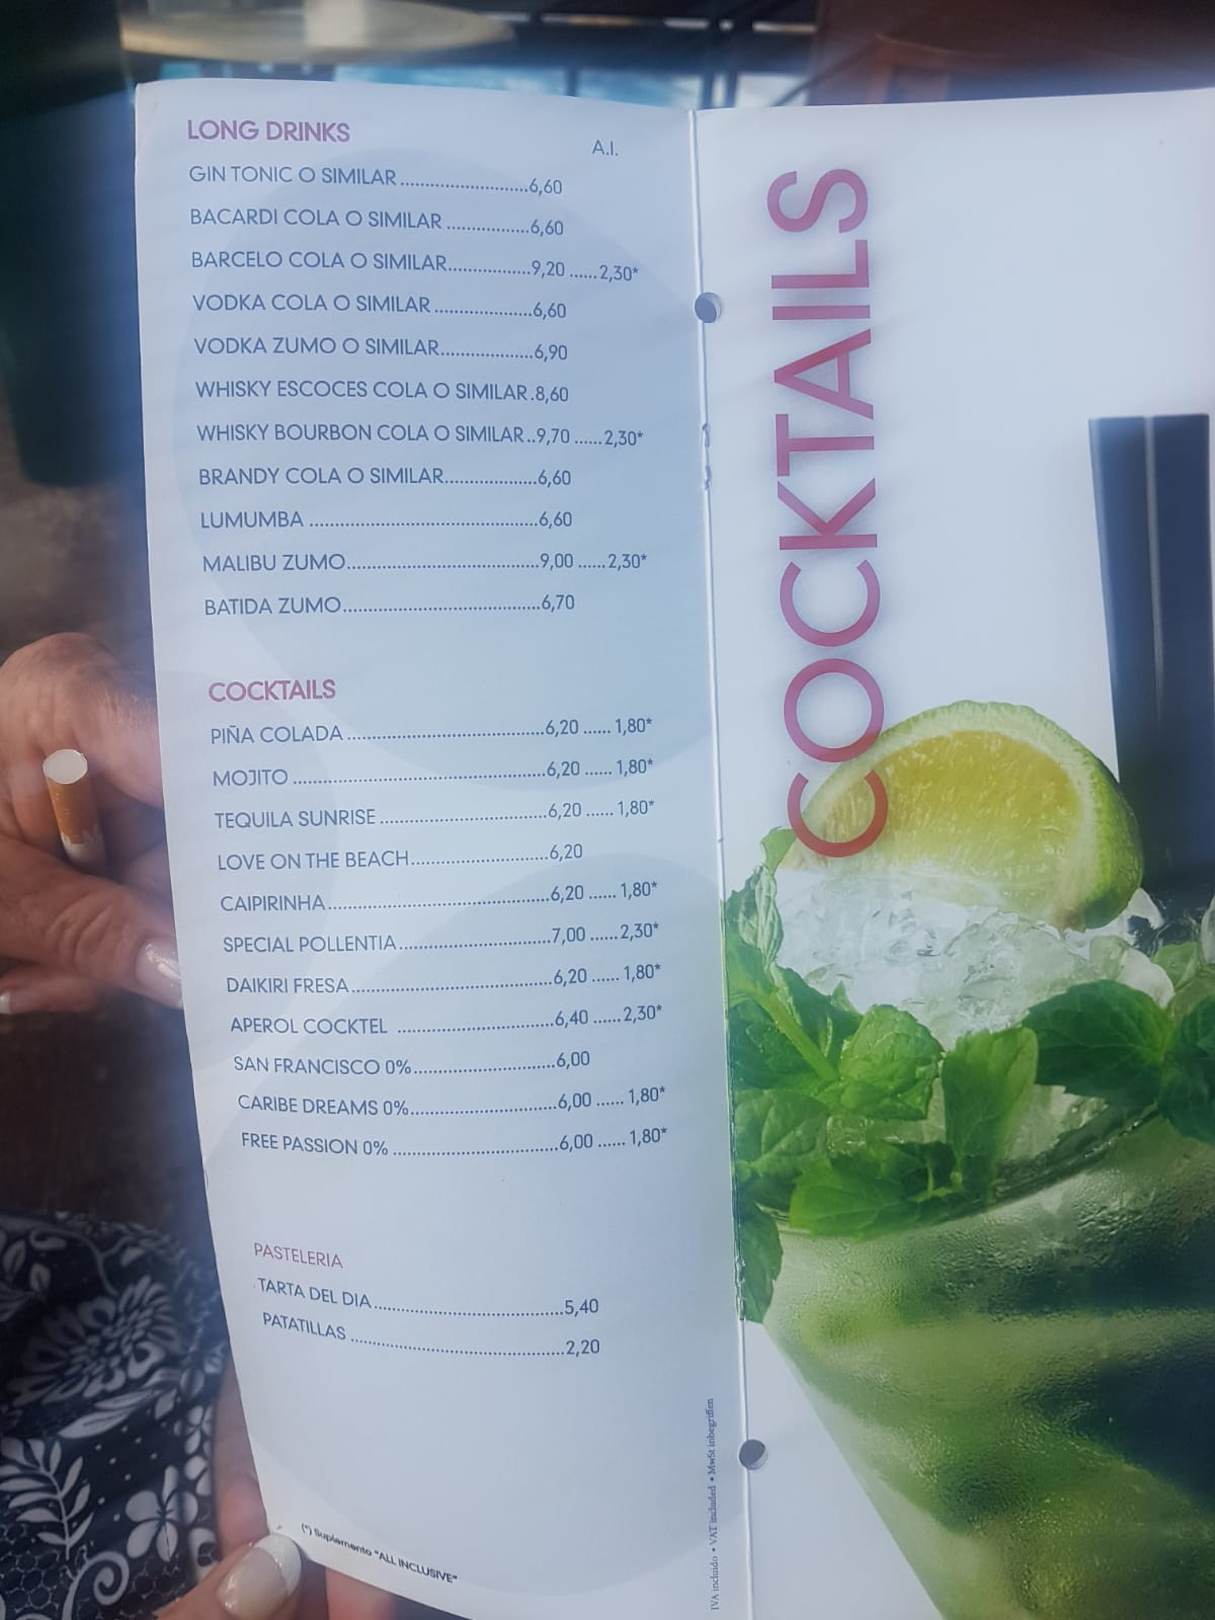 LONG DRINKS
A.I.
GIN TONIC O SIMILAR ..........................6,60
BACARDI COLA O SIMILAR .................6,60
BARCELO COLA O SIMILAR.................9,20 ......2,30*
VODKA COLA O SIMILAR ....................6,60
VODKA ZUMO O SIMILAR...................6,90
WHISKY ESCOCES COLA O SIMILAR.8,60
WHISKY BOURBON COLA O SIMILAR..9,70 ......2,30*
BRANDY COLA O SIMILAR...................6,60
LUMUMBA ...............................................6,60
MALIBU ZUMO.......................................9,00 ......2,30*
BATIDA ZUMO........................................6,70
COCKTAILS
PIÑA COLADA ........................................6,20 ...... 1,80*
MOJITO ...................................................6,20 ...... 1,80*
TEQUILA SUNRISE ..................................6,20 ...... 1,80*
LOVE ON THE BEACH............................6,20
CAIPIRINHA.............................................6,20 ...... 1,80*
SPECIAL POLLENTIA...............................7,00 ......2,30*
DAIKIRI FRESA.........................................6,20 ...... 1,80*
APEROL COCKTEL ................................6,40 ......2,30*
SAN FRANCISCO 0%.............................6,00
CARIBE DREAMS 0%..............................6,00 ...... 1,80*
FREE PASSION 0% ..................................6,00 ...... 1,80*
PASTELERIA
TARTA DEL DIA.......................................5,40
PATATILLAS ............................................2,20
(*) Suplemento "ALL INCLUSIVE"
IVA incluido • VAT included • MwSt inbegriffen
COCKTAILS